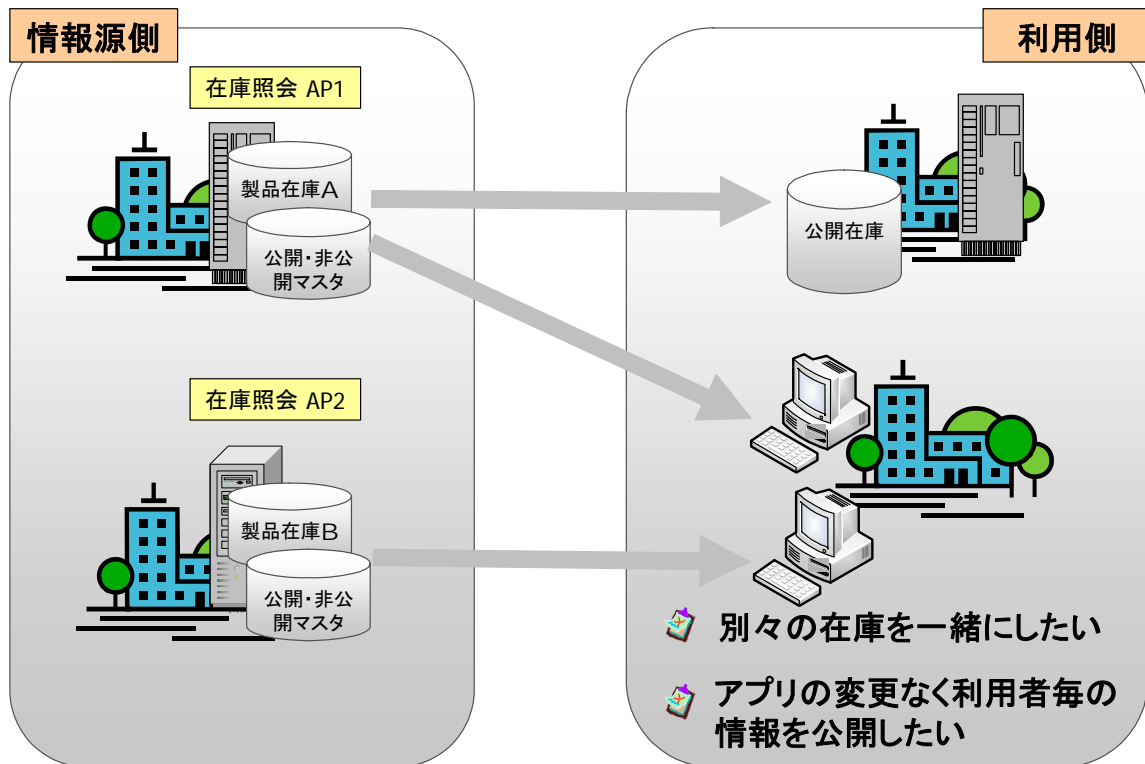 情報源側
利用側
在庫照会 AP1
製品在庫A
公開・非公
開マスタ
公開在庫
在庫照会 AP2
製品在庫B
公開・非公
開マスタ
別々の在庫を一緒にしたい
アプリの変更なく利用者毎の
情報を公開したい